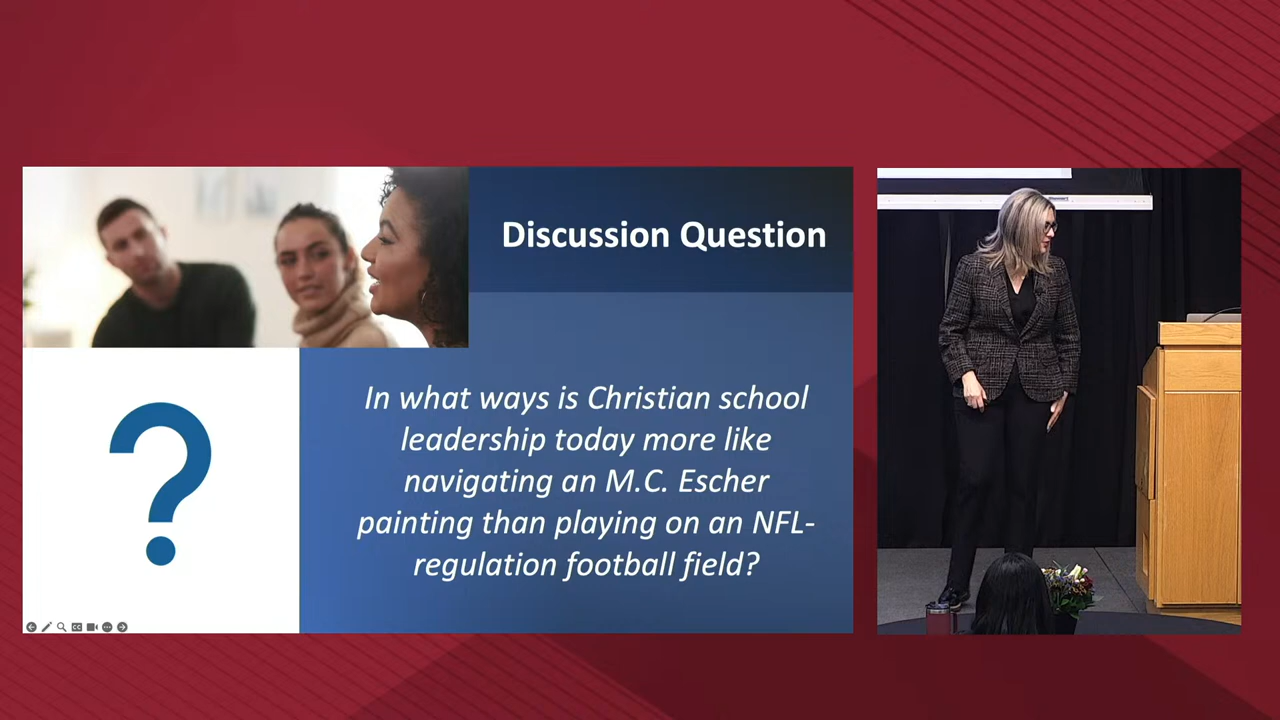 Discussion Question
In what ways is Christian school
leadership today more like
navigating an M.C. Escher
painting than playing on an NFL-
regulation football field?